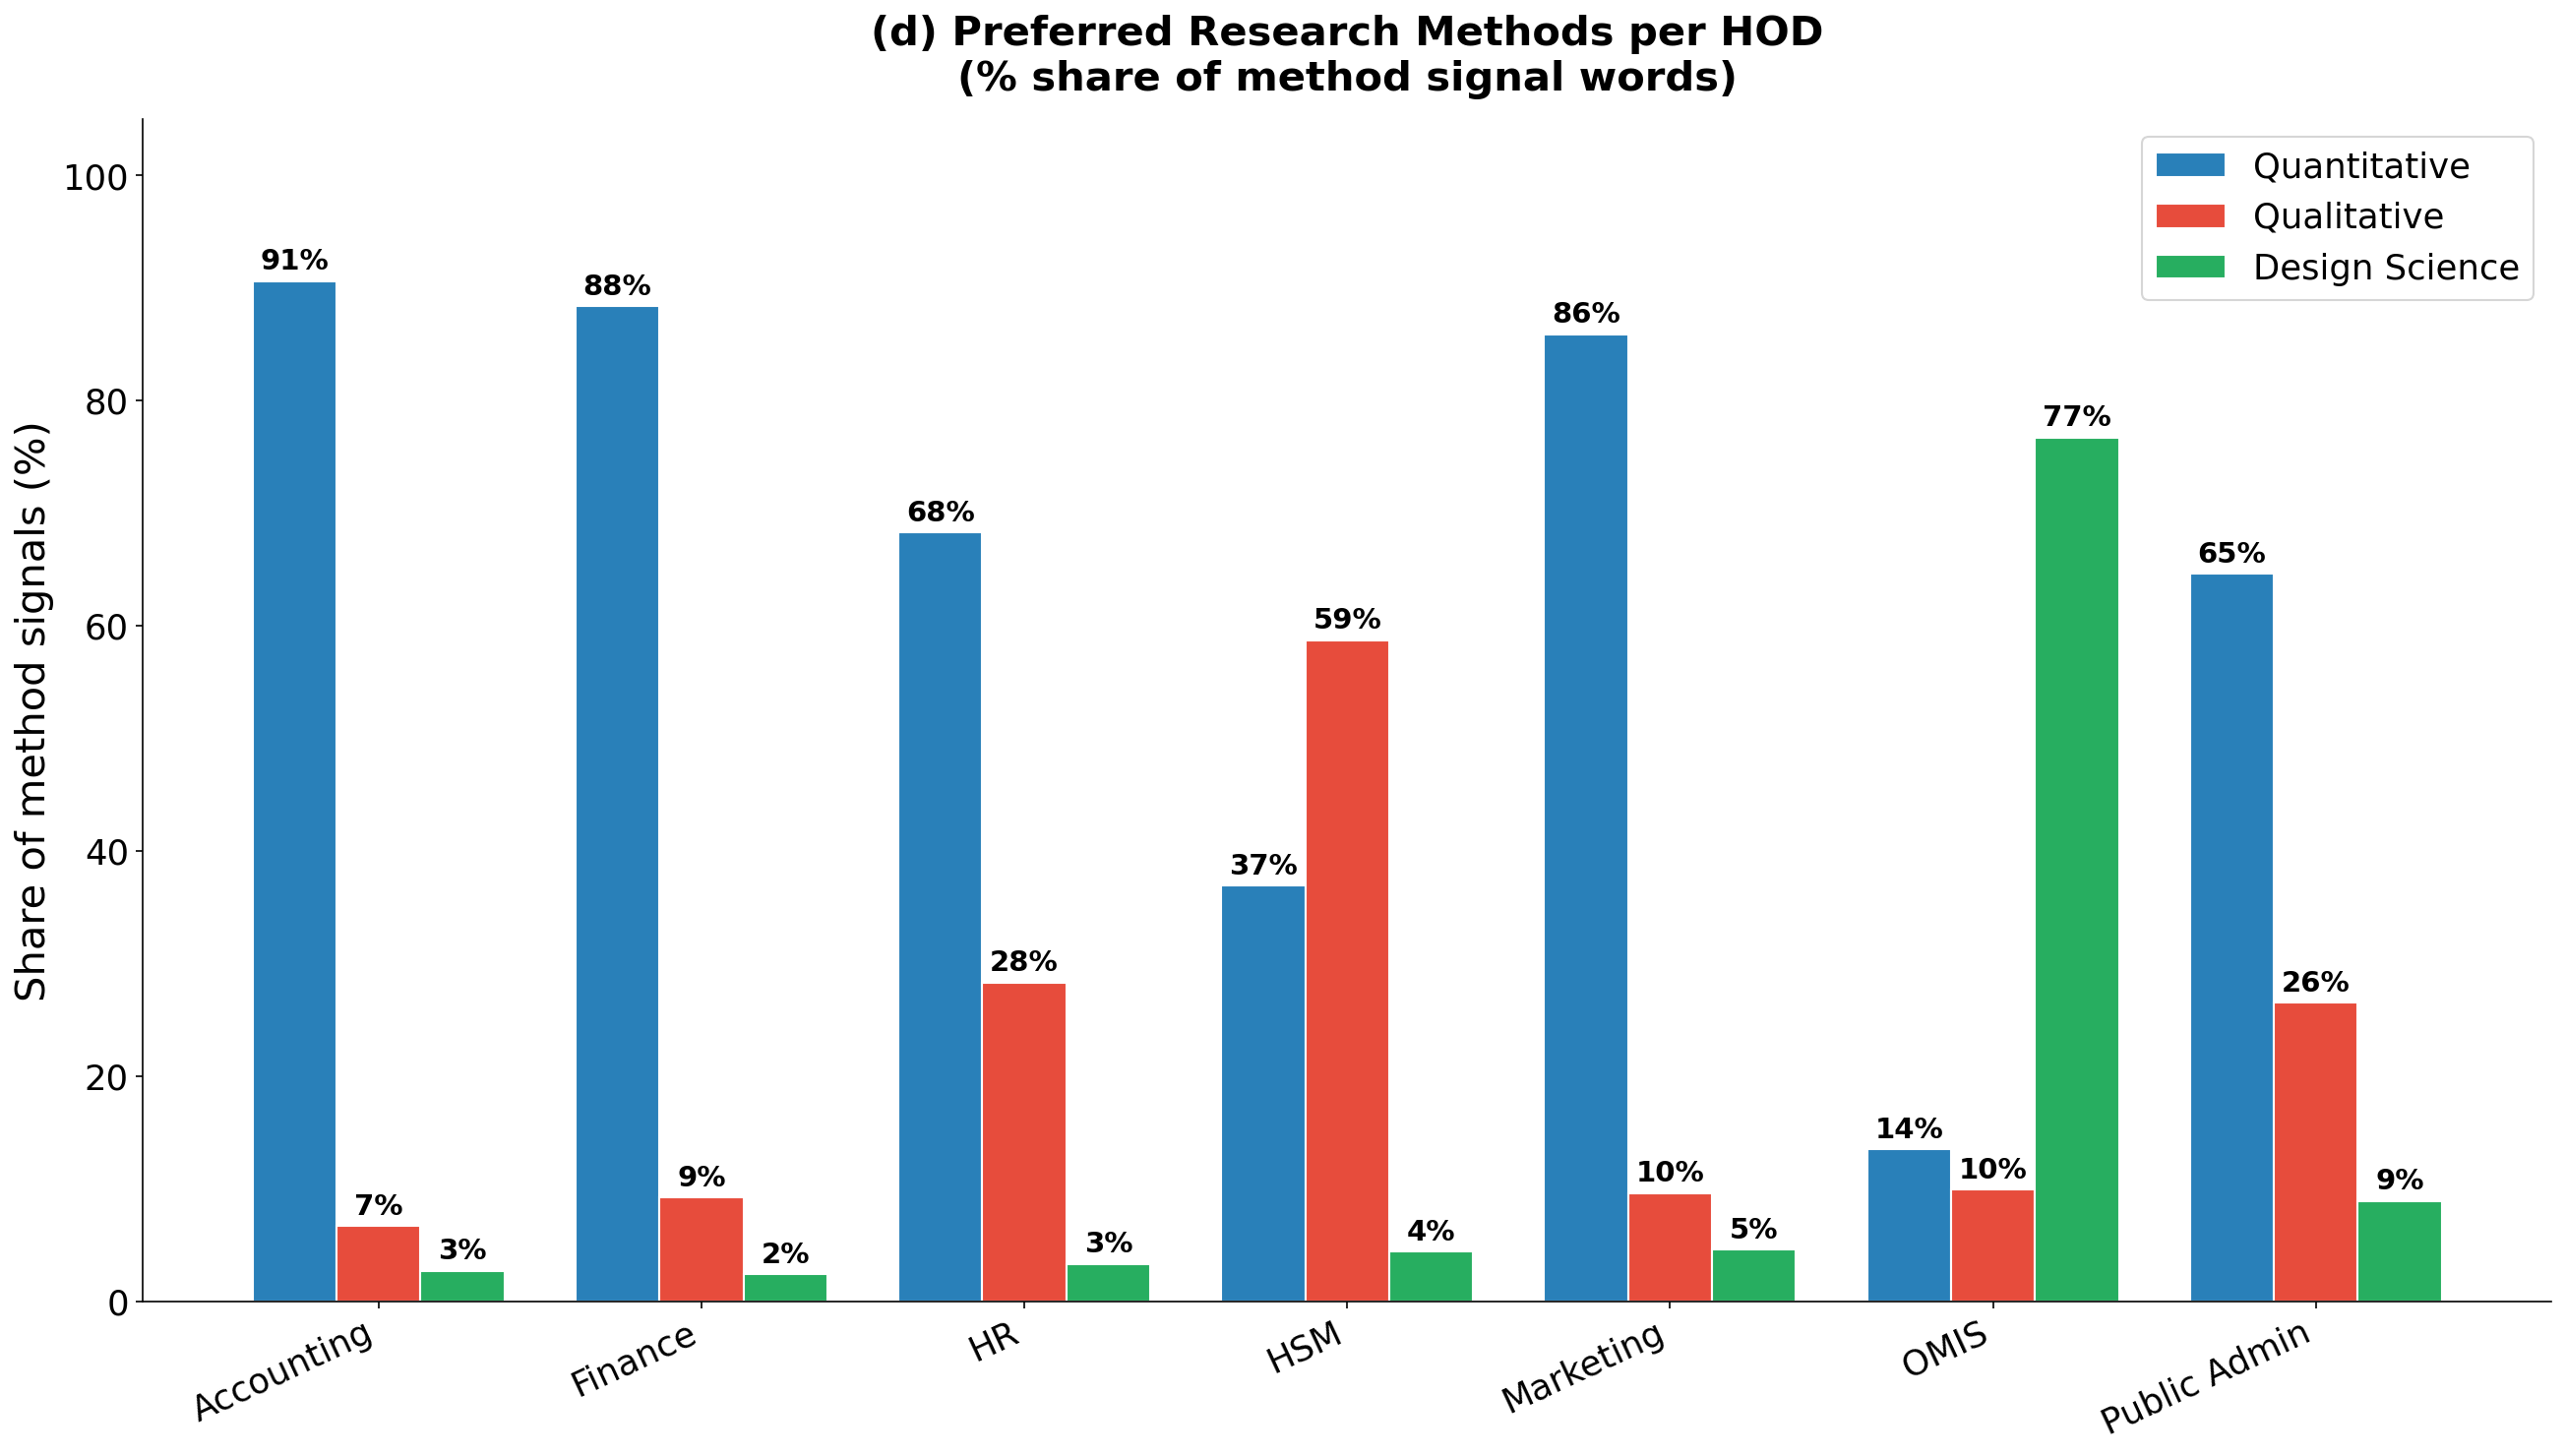 (d) Preferred Research Methods per HOD
(% share of method signal words)
Quantitative
Qualitative
Design Science
Share of method signals (%)
100
80
60
40
20
0
91%
7%
3%
88%
9%
2%
68%
28%
3%
37%
59%
4%
86%
10%
5%
14%
10%
77%
65%
26%
9%
Accounting
Finance
HR
HSM
Marketing
OMIS
Public Admin